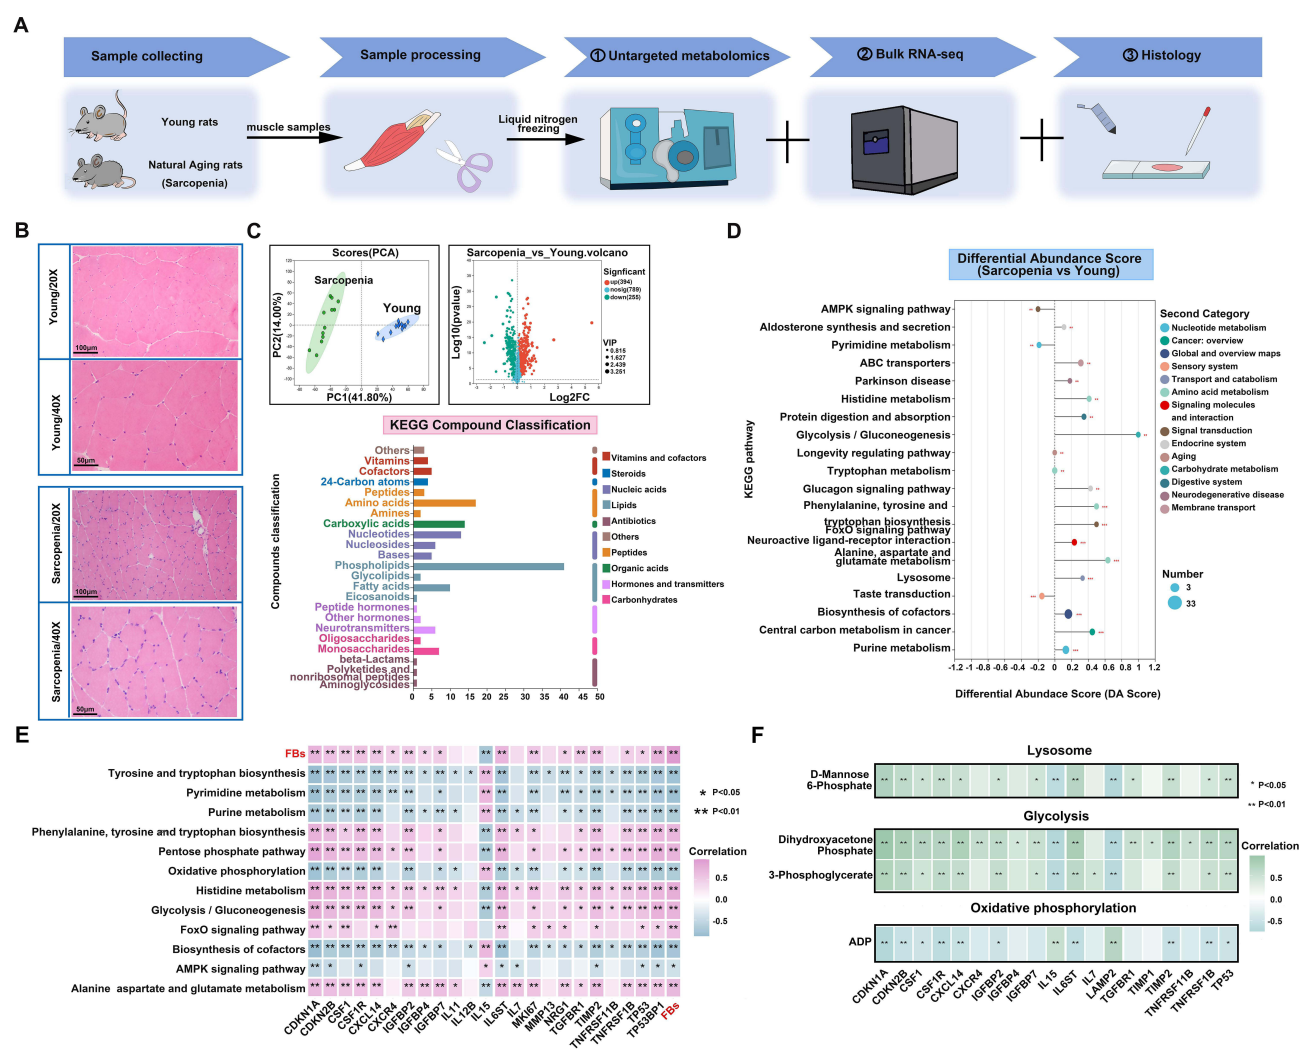 A
Sample collecting
Sample processing
① Untargeted metabolomics
② Bulk RNA-seq
③ Histology
Young rats
Natural Aging rats
(Sarcopenia)
muscle samples
Liquid nitrogen
freezing
B
Young/20X
100μm
Young/40X
50μm
Sarcopenia/20X
100μm
Sarcopenia/40X
50μm
C
Scores(PCA)
Sarcopenia
Young
PC2(14.00%)
PC1(41.80%)
Sarcopenia_vs_Young.volcano
Log10(pvalue)
Log2FC
Signficant
up(394)
nosig(789)
down(255)
VIP
0.815
1.627
2.439
3.251
KEGG Compound Classification
Compounds classification
Others
Vitamins
Cofactors
24-Carbon atoms
Peptides
Amino acids
Amines
Carboxylic acids
Nucleotides
Nucleosides
Bases
Phospholipids
Glycolipids
Fatty acids
Eicosanoids
Peptide hormones
Other hormones
Neurotransmitters
Oligosaccharides
Monosaccharides
beta-Lactams
Polyketides and
nonribosomal peptides
Aminoglycosides
0 5 10 15 20 25 30 35 40 45 50
Vitamins and cofactors
Steroids
Nucleic acids
Lipids
Antibiotics
Others
Peptides
Organic acids
Hormones and transmitters
Carbonhydrates
D
Differential Abundance Score
(Sarcopenia vs Young)
KEGG pathway
AMPK signaling pathway
Aldosterone synthesis and secretion
Pyrimidine metabolism
ABC transporters
Parkinson disease
Histidine metabolism
Protein digestion and absorption
Glycolysis / Gluconeogenesis
Longevity regulating pathway
Tryptophan metabolism
Glucagon signaling pathway
Phenylalanine, tyrosine and
tryptophan biosynthesis
FoxO signaling pathway
Neuroactive ligand-receptor interaction
Alanine, aspartate and
glutamate metabolism
Lysosome
Taste transduction
Biosynthesis of cofactors
Central carbon metabolism in cancer
Purine metabolism
-1.2 -1 -0.8 -0.6 -0.4 -0.2 0 0.2 0.4 0.6 0.8 1 1.2
Differential Abundace Score (DA Score)
Second Category
Nucleotide metabolism
Cancer: overview
Global and overview maps
Sensory system
Transport and catabolism
Amino acid metabolism
Signaling molecules
and interaction
Signal transduction
Endocrine system
Aging
Carbohydrate metabolism
Digestive system
Neurodegenerative disease
Membrane transport
Number
3
33
E
FBs
Tyrosine and tryptophan biosynthesis
Pyrimidine metabolism
Purine metabolism
Phenylalanine, tyrosine and tryptophan biosynthesis
Pentose phosphate pathway
Oxidative phosphorylation
Histidine metabolism
Glycolysis / Gluconeogenesis
FoxO signaling pathway
Biosynthesis of cofactors
AMPK signaling pathway
Alanine aspartate and glutamate metabolism
CDKN1A CDKN2B CSF1 CSF1R CXCL14 CXCR4 IGFBP2 IGFBP4 IGFBP7 IL11 IL12B IL15 IL6ST IL7 MKI67 MMP13 NRG1 TGFBR1 TIMP2 TNFRSF11B TNFRSF1B TP53 TP53BP1 FBs
* P<0.05
** P<0.01
Correlation
0.5
0.0
-0.5
F
Lysosome
D-Mannose
6-Phosphate
Glycolysis
Dihydroxyacetone
Phosphate
3-Phosphoglycerate
Oxidative phosphorylation
ADP
CDKN1A CDKN2B CSF1 CSF1R CXCL14 CXCR4 IGFBP2 IGFBP4 IGFBP7 IL15 IL6ST IL7 LAMP2 TGFBR1 TIMP1 TIMP2 TNFRSF11B TNFRSF1B TP53
* P<0.05
** P<0.01
Correlation
0.5
0.0
-0.5